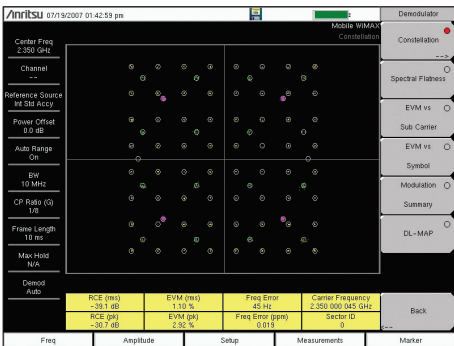 Anritsu 07/19/2007 01:42:59 pm
Demodulator
Mobile WiMAX
Constellation
Center Freq
2.350 GHz
Channel
--
Reference Source
Int Std Accy
Power Offset
0.0 dB
Auto Range
On
BW
10 MHz
CP Ratio (G)
1/8
Frame Length
10 ms
Max Hold
N/A
Demod
Auto
Constellation
-->
Spectral Flatness
EVM vs
Sub Carrier
EVM vs
Symbol
Modulation
Summary
DL-MAP
Back
<--
RCE (rms)
-39.1 dB
EVM (rms)
1.10 %
Freq Error
45 Hz
Carrier Frequency
2.350 000 045 GHz
RCE (pk)
-30.7 dB
EVM (pk)
2.92 %
Freq Error (ppm)
0.019
Sector ID
0
Freq
Amplitude
Setup
Measurements
Marker